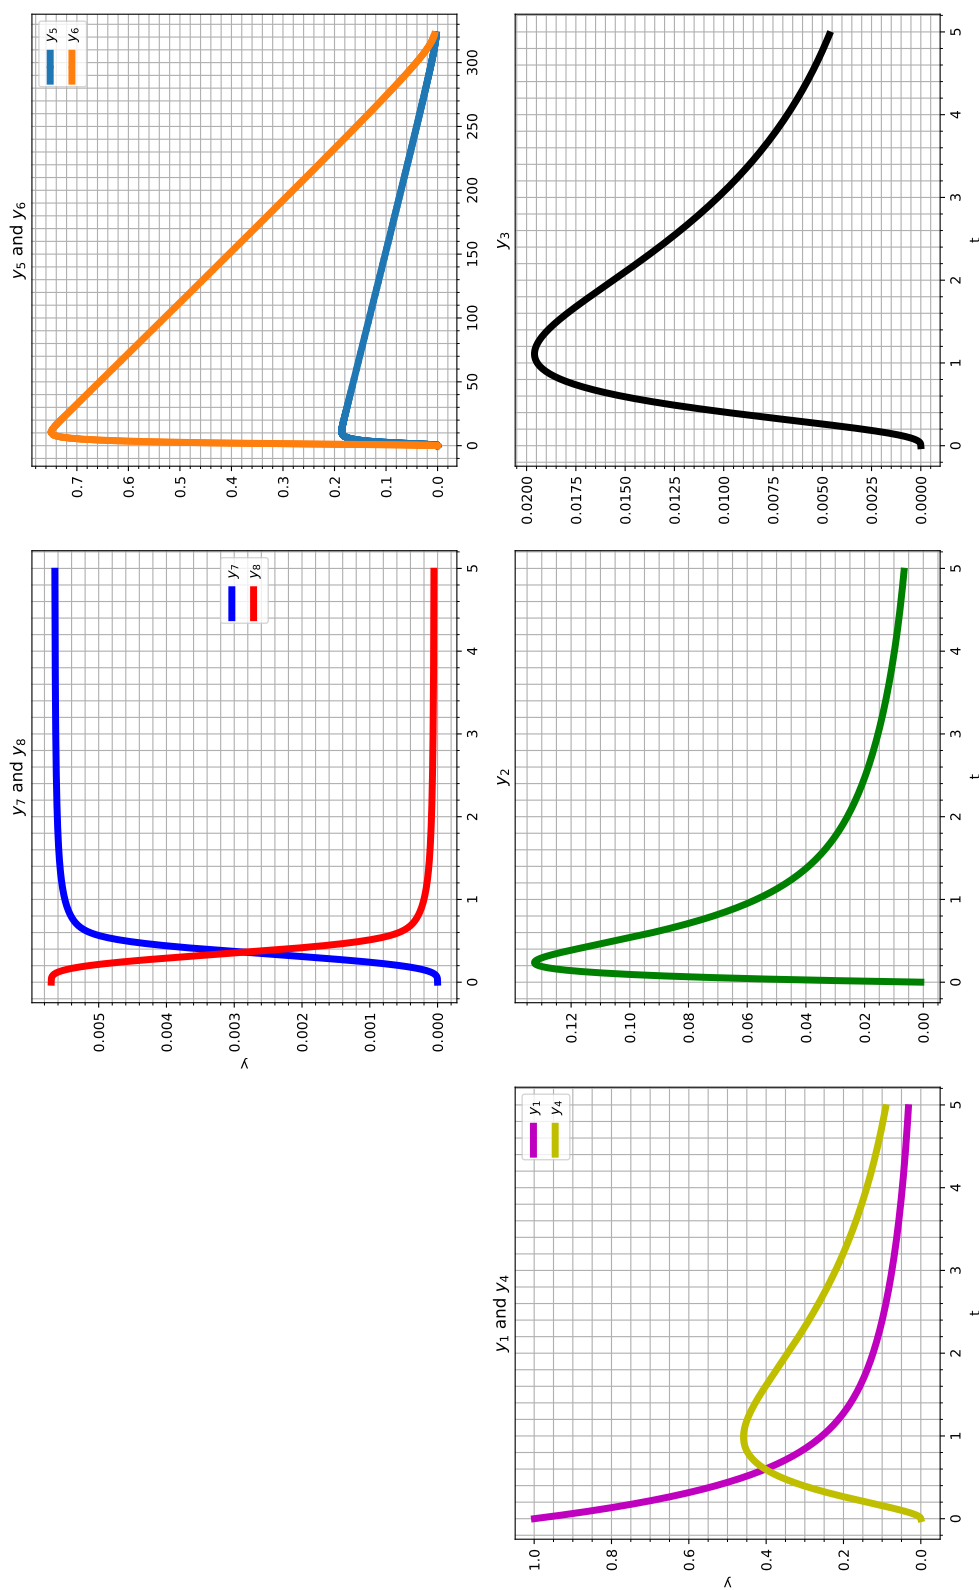 y₇ and y₈
y
0.005
0.004
0.003
0.002
0.001
0.000
y₇
y₈
0 1 2 3 4 5
y₅ and y₆
0.7
0.6
0.5
0.4
0.3
0.2
0.1
0.0
y₅
y₆
0 50 100 150 200 250 300
y₁ and y₄
y
1.0
0.8
0.6
0.4
0.2
0.0
y₁
y₄
0 1 2 3 4 5
t
y₂
0.12
0.10
0.08
0.06
0.04
0.02
0.00
0 1 2 3 4 5
t
y₃
0.0200
0.0175
0.0150
0.0125
0.0100
0.0075
0.0050
0.0025
0.0000
0 1 2 3 4 5
t